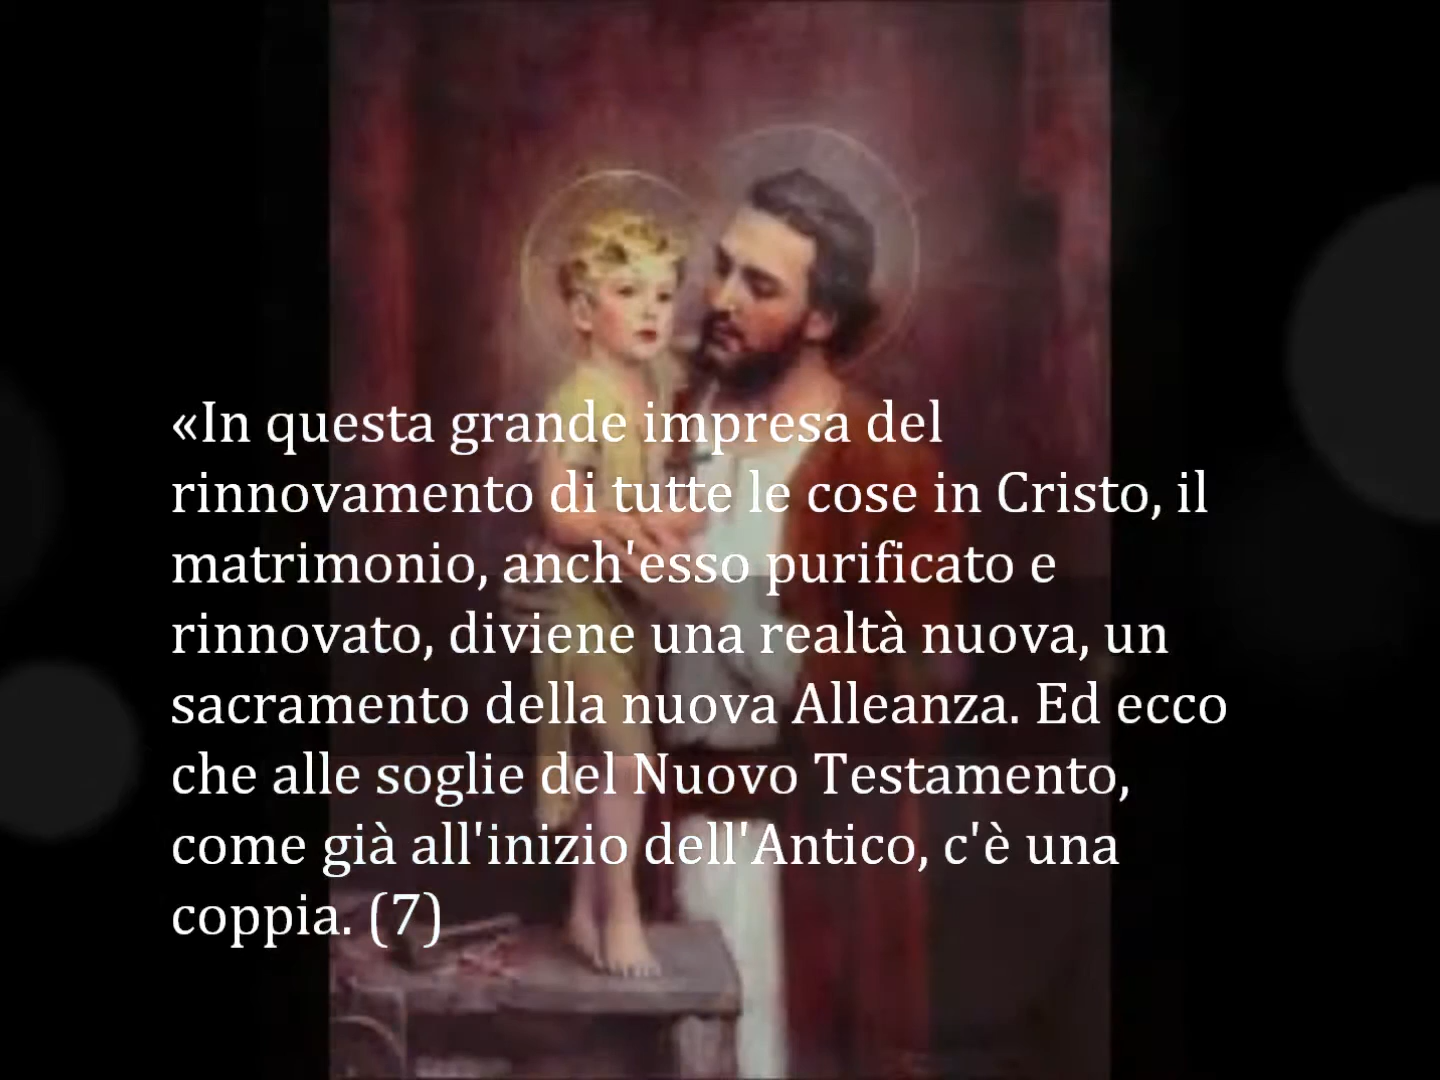 «In questa grande impresa del
rinnovamento di tutte le cose in Cristo, il
matrimonio, anch'esso purificato e
rinnovato, diviene una realtà nuova, un
sacramento della nuova Alleanza. Ed ecco
che alle soglie del Nuovo Testamento,
come già all'inizio dell'Antico, c'è una
coppia. (7)